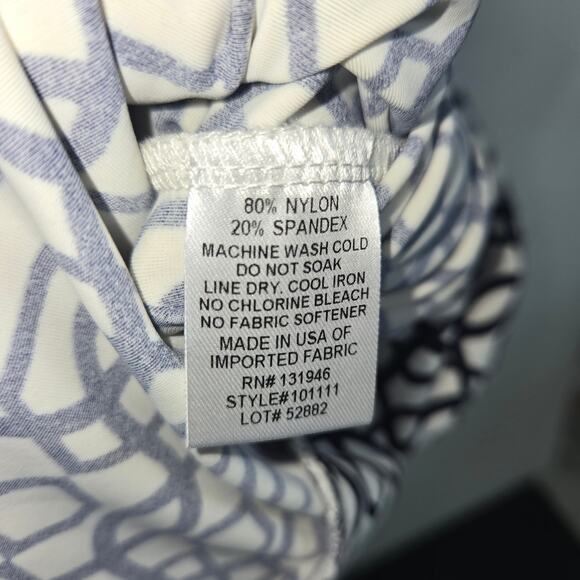 80% NYLON
20% SPANDEX
MACHINE WASH COLD
DO NOT SOAK
LINE DRY. COOL IRON
NO CHLORINE BLEACH
NO FABRIC SOFTENER
MADE IN USA OF
IMPORTED FABRIC
RN# 131946
STYLE#101111
LOT# 52882